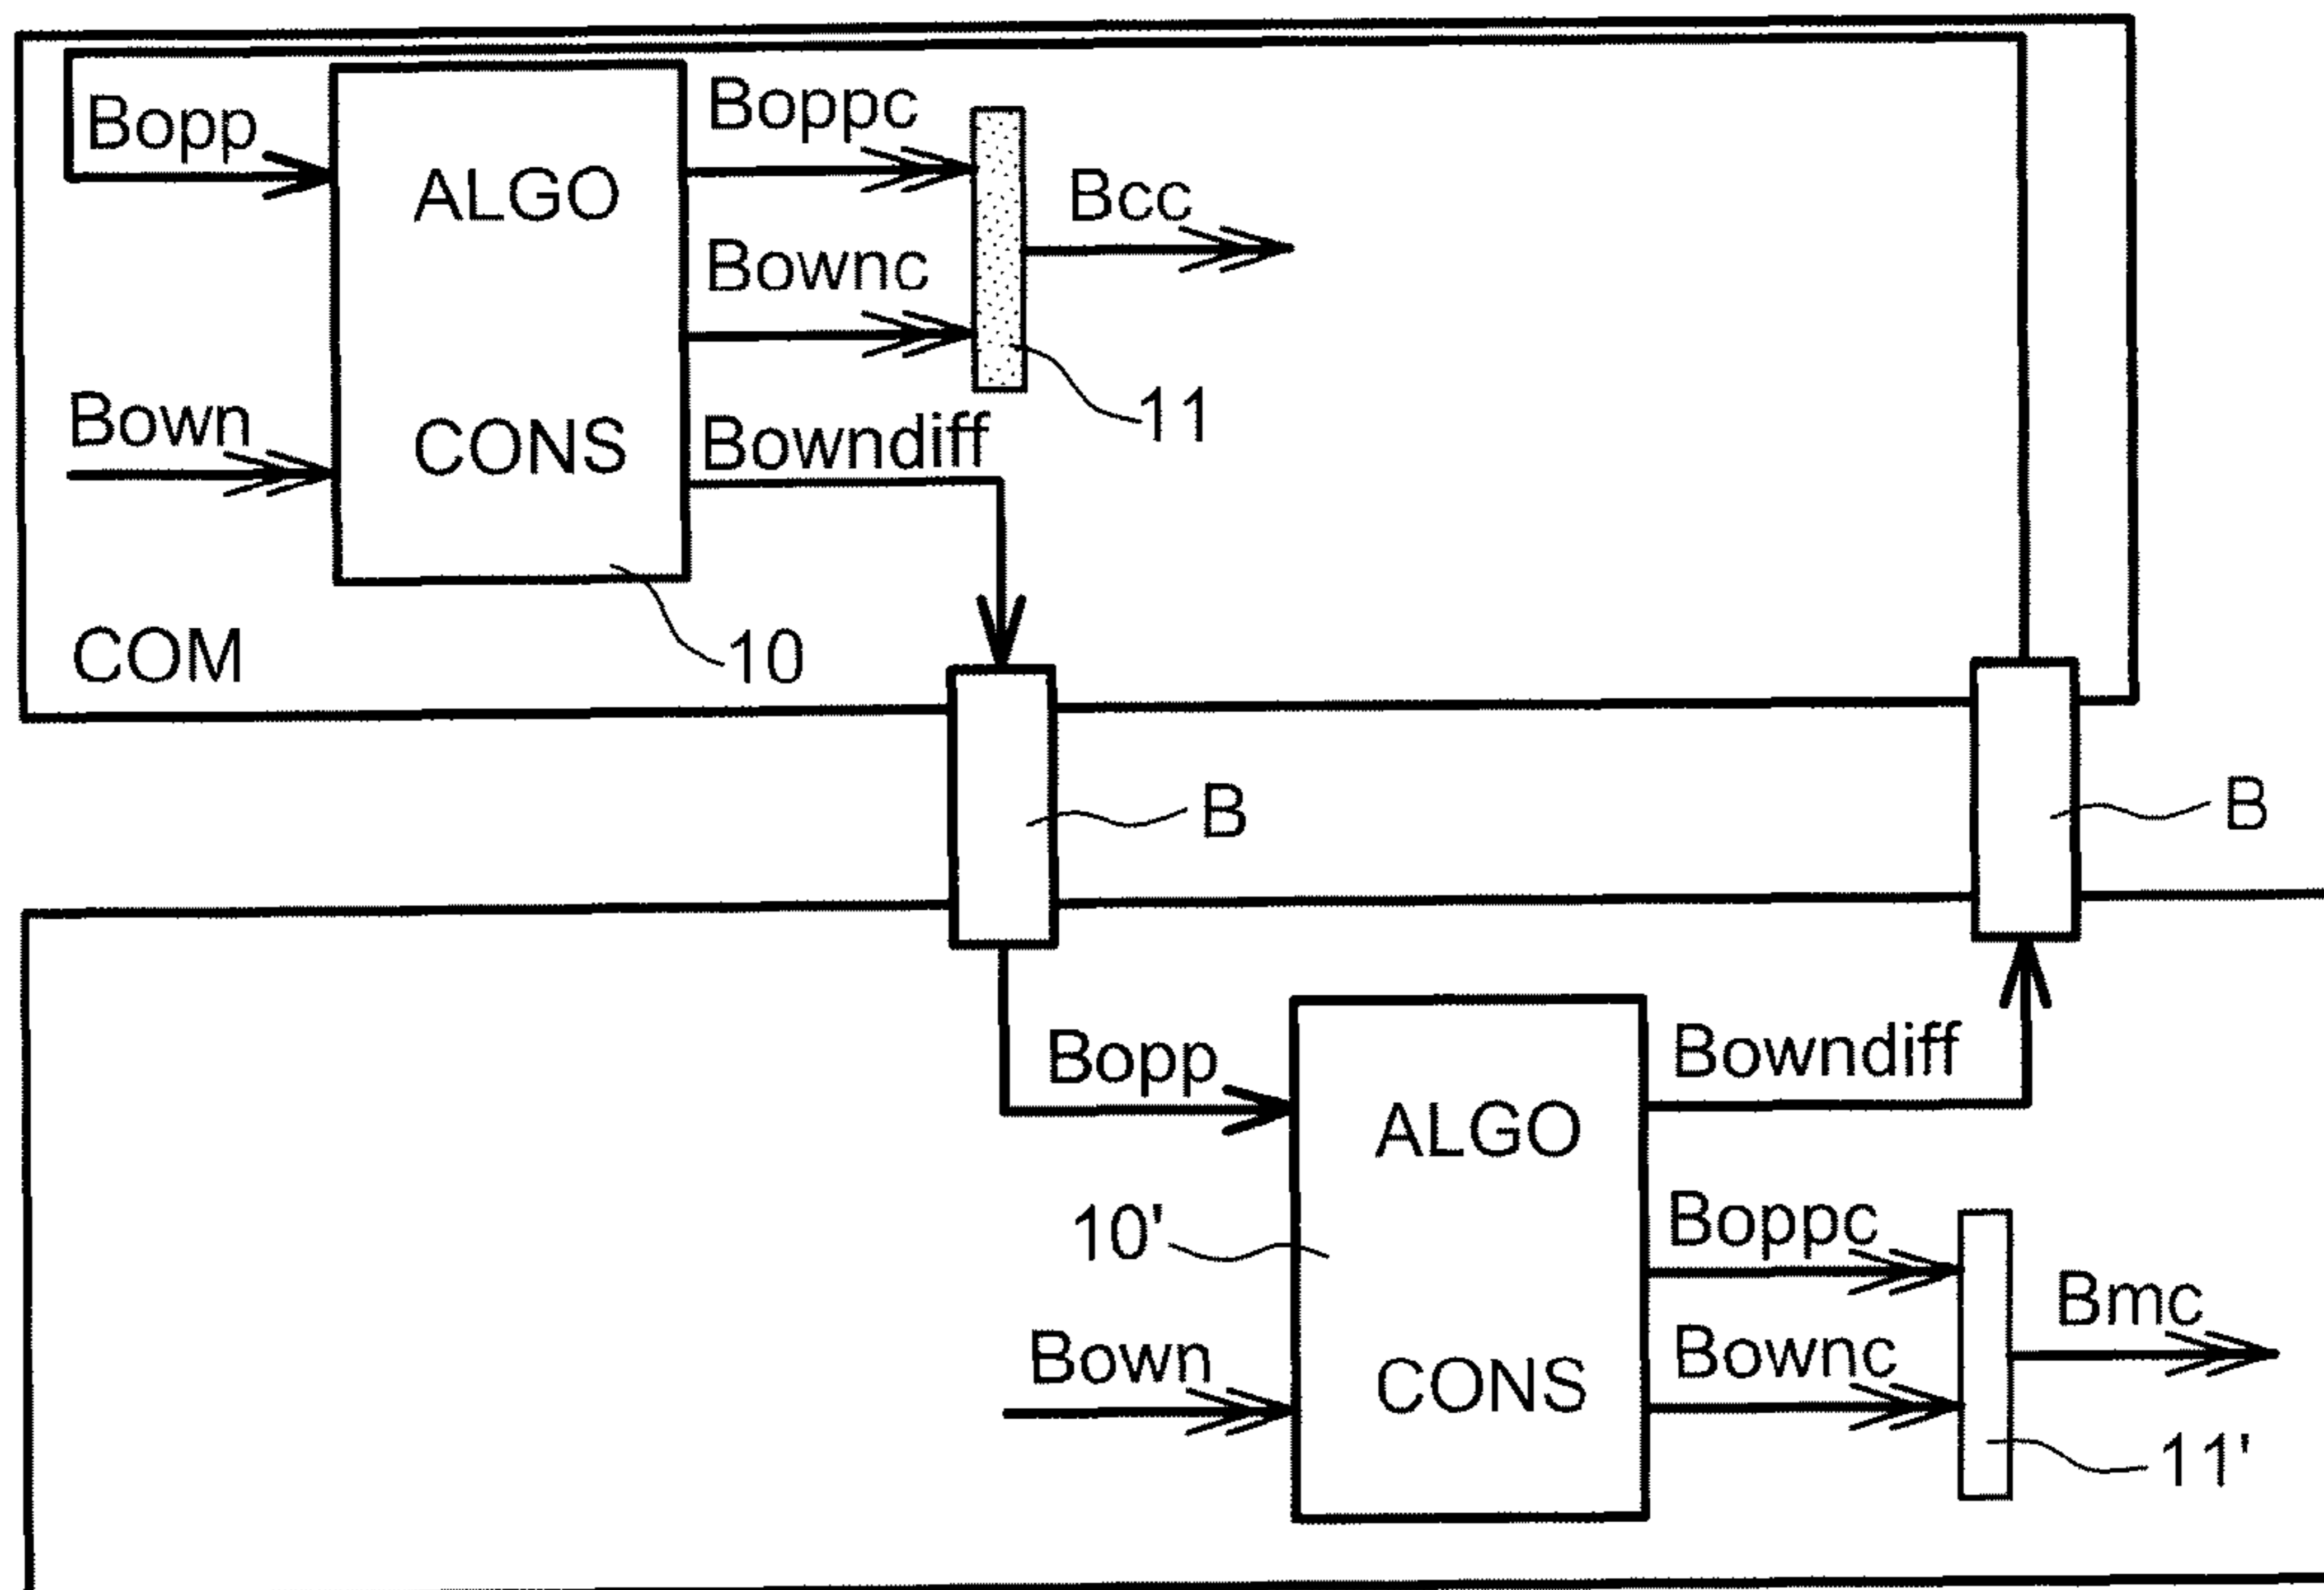 Bopp
ALGO
CONS
Boppc
Bcc
Bownc
11
Bown
Bowndiff
COM
10
B
B
Bopp
ALGO
CONS
Bowndiff
10'
Boppc
Bmc
Bown
Bownc
11'